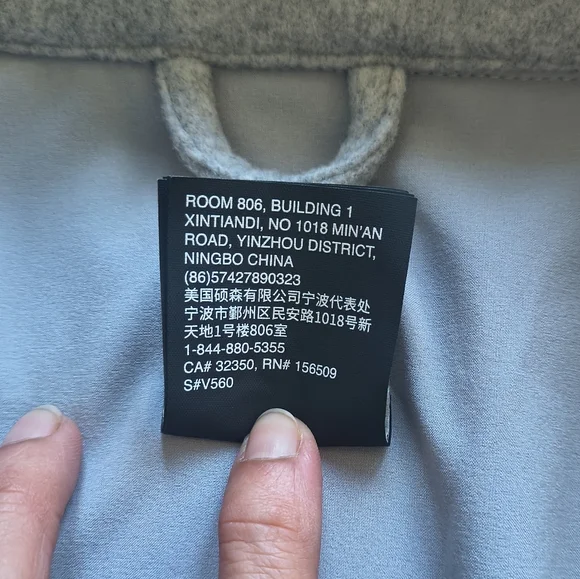 ROOM 806, BUILDING 1
XINTIANDI, NO 1018 MIN'AN
ROAD, YINZHOU DISTRICT,
NINGBO CHINA
(86)57427890323
美国硕森有限公司宁波代表处
宁波市鄞州区民安路1018号新
天地1号楼806室
1-844-880-5355
CA# 32350, RN# 156509
S#V560